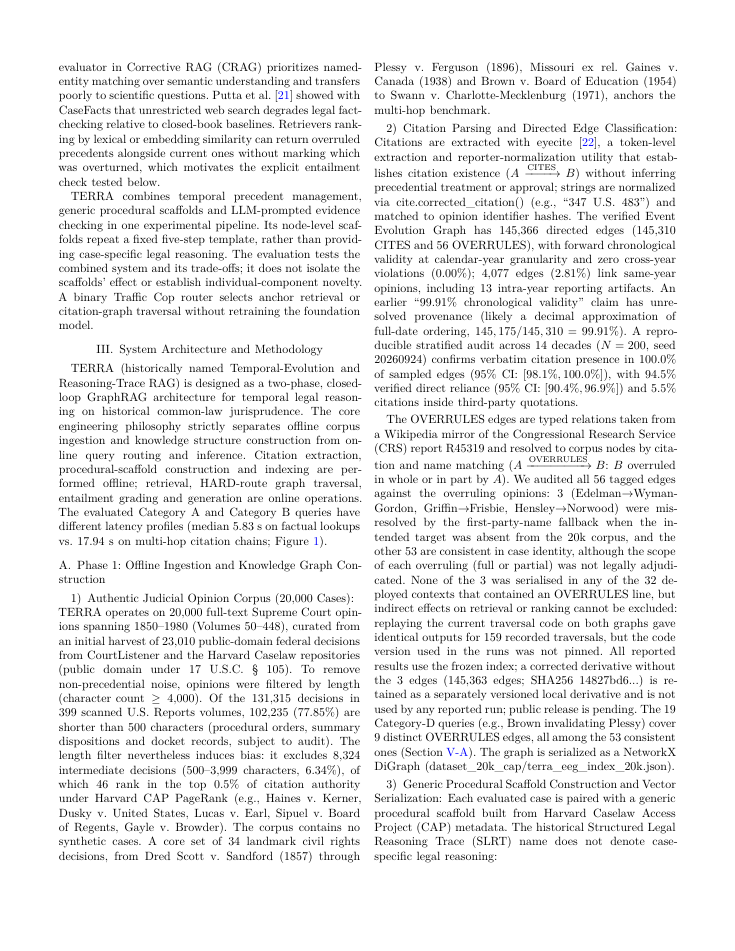 evaluator in Corrective RAG (CRAG) prioritizes named-
entity matching over semantic understanding and transfers
poorly to scientific questions. Putta et al. [21] showed with
CaseFacts that unrestricted web search degrades legal fact-
checking relative to closed-book baselines. Retrievers rank-
ing by lexical or embedding similarity can return overruled
precedents alongside current ones without marking which
was overturned, which motivates the explicit entailment
check tested below.
TERRA combines temporal precedent management,
generic procedural scaffolds and LLM-prompted evidence
checking in one experimental pipeline. Its node-level scaf-
folds repeat a fixed five-step template, rather than provid-
ing case-specific legal reasoning. The evaluation tests the
combined system and its trade-offs; it does not isolate the
scaffolds' effect or establish individual-component novelty.
A binary Traffic Cop router selects anchor retrieval or
citation-graph traversal without retraining the foundation
model.
III. System Architecture and Methodology
TERRA (historically named Temporal-Evolution and
Reasoning-Trace RAG) is designed as a two-phase, closed-
loop GraphRAG architecture for temporal legal reason-
ing on historical common-law jurisprudence. The core
engineering philosophy strictly separates offline corpus
ingestion and knowledge structure construction from on-
line query routing and inference. Citation extraction,
procedural-scaffold construction and indexing are per-
formed offline; retrieval, HARD-route graph traversal,
entailment grading and generation are online operations.
The evaluated Category A and Category B queries have
different latency profiles (median 5.83 s on factual lookups
vs. 17.94 s on multi-hop citation chains; Figure 1).
A. Phase 1: Offline Ingestion and Knowledge Graph Con-
struction
1) Authentic Judicial Opinion Corpus (20,000 Cases):
TERRA operates on 20,000 full-text Supreme Court opin-
ions spanning 1850–1980 (Volumes 50–448), curated from
an initial harvest of 23,010 public-domain federal decisions
from CourtListener and the Harvard Caselaw repositories
(public domain under 17 U.S.C. § 105). To remove
non-precedential noise, opinions were filtered by length
(character count ≥ 4,000). Of the 131,315 decisions in
399 scanned U.S. Reports volumes, 102,235 (77.85%) are
shorter than 500 characters (procedural orders, summary
dispositions and docket records, subject to audit). The
length filter nevertheless induces bias: it excludes 8,324
intermediate decisions (500–3,999 characters, 6.34%), of
which 46 rank in the top 0.5% of citation authority
under Harvard CAP PageRank (e.g., Haines v. Kerner,
Dusky v. United States, Lucas v. Earl, Sipuel v. Board
of Regents, Gayle v. Browder). The corpus contains no
synthetic cases. A core set of 34 landmark civil rights
decisions, from Dred Scott v. Sandford (1857) through
Plessy v. Ferguson (1896), Missouri ex rel. Gaines v.
Canada (1938) and Brown v. Board of Education (1954)
to Swann v. Charlotte-Mecklenburg (1971), anchors the
multi-hop benchmark.
2) Citation Parsing and Directed Edge Classification:
Citations are extracted with eyecite [22], a token-level
extraction and reporter-normalization utility that estab-
lishes citation existence (A CITES⟶ B) without inferring
precedential treatment or approval; strings are normalized
via cite.corrected_citation() (e.g., “347 U.S. 483”) and
matched to opinion identifier hashes. The verified Event
Evolution Graph has 145,366 directed edges (145,310
CITES and 56 OVERRULES), with forward chronological
validity at calendar-year granularity and zero cross-year
violations (0.00%); 4,077 edges (2.81%) link same-year
opinions, including 13 intra-year reporting artifacts. An
earlier “99.91% chronological validity” claim has unre-
solved provenance (likely a decimal approximation of
full-date ordering, 145,175/145,310 = 99.91%). A repro-
ducible stratified audit across 14 decades (N = 200, seed
20260924) confirms verbatim citation presence in 100.0%
of sampled edges (95% CI: [98.1%, 100.0%]), with 94.5%
verified direct reliance (95% CI: [90.4%, 96.9%]) and 5.5%
citations inside third-party quotations.
The OVERRULES edges are typed relations taken from
a Wikipedia mirror of the Congressional Research Service
(CRS) report R45319 and resolved to corpus nodes by cita-
tion and name matching (A OVERRULES⟶ B: B overruled
in whole or in part by A). We audited all 56 tagged edges
against the overruling opinions: 3 (Edelman→Wyman-
Gordon, Griffin→Frisbie, Hensley→Norwood) were mis-
resolved by the first-party-name fallback when the in-
tended target was absent from the 20k corpus, and the
other 53 are consistent in case identity, although the scope
of each overruling (full or partial) was not legally adjudi-
cated. None of the 3 was serialised in any of the 32 de-
ployed contexts that contained an OVERRULES line, but
indirect effects on retrieval or ranking cannot be excluded:
replaying the current traversal code on both graphs gave
identical outputs for 159 recorded traversals, but the code
version used in the runs was not pinned. All reported
results use the frozen index; a corrected derivative without
the 3 edges (145,363 edges; SHA256 14827bd6...) is re-
tained as a separately versioned local derivative and is not
used by any reported run; public release is pending. The 19
Category-D queries (e.g., Brown invalidating Plessy) cover
9 distinct OVERRULES edges, all among the 53 consistent
ones (Section V-A). The graph is serialized as a NetworkX
DiGraph (dataset_20k_cap/terra_eeg_index_20k.json).
3) Generic Procedural Scaffold Construction and Vector
Serialization: Each evaluated case is paired with a generic
procedural scaffold built from Harvard Caselaw Access
Project (CAP) metadata. The historical Structured Legal
Reasoning Trace (SLRT) name does not denote case-
specific legal reasoning: